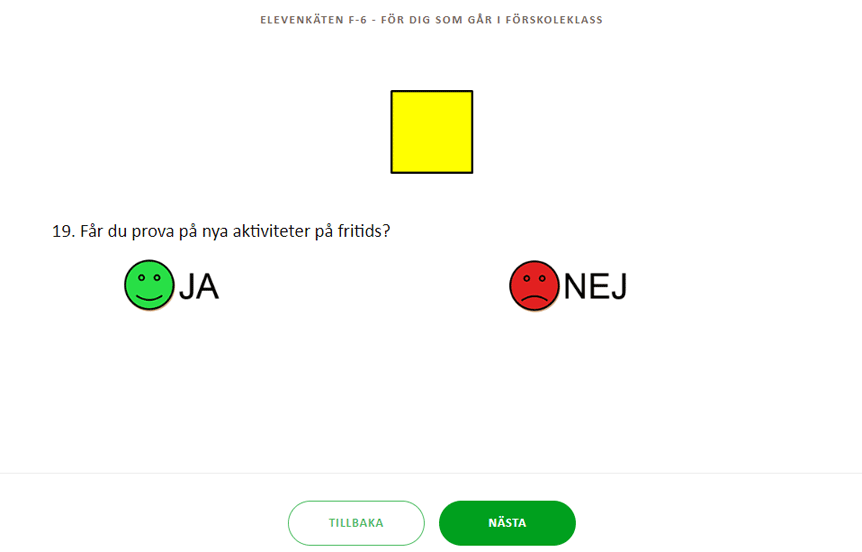 ELEVENKÄTEN F-6 - FÖR DIG SOM GÅR I FÖRSKOLEKLASS
19. Får du prova på nya aktiviteter på fritids?
JA
NEJ
TILLBAKA
NÄSTA